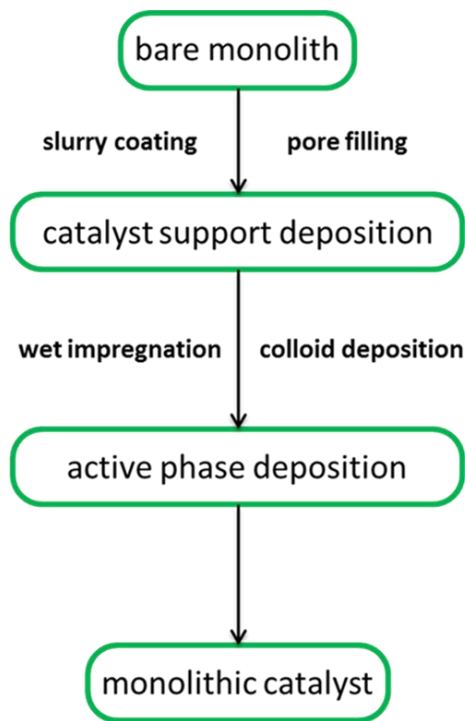 bare monolith
slurry coating pore filling
catalyst support deposition
wet impregnation colloid deposition
active phase deposition
monolithic catalyst